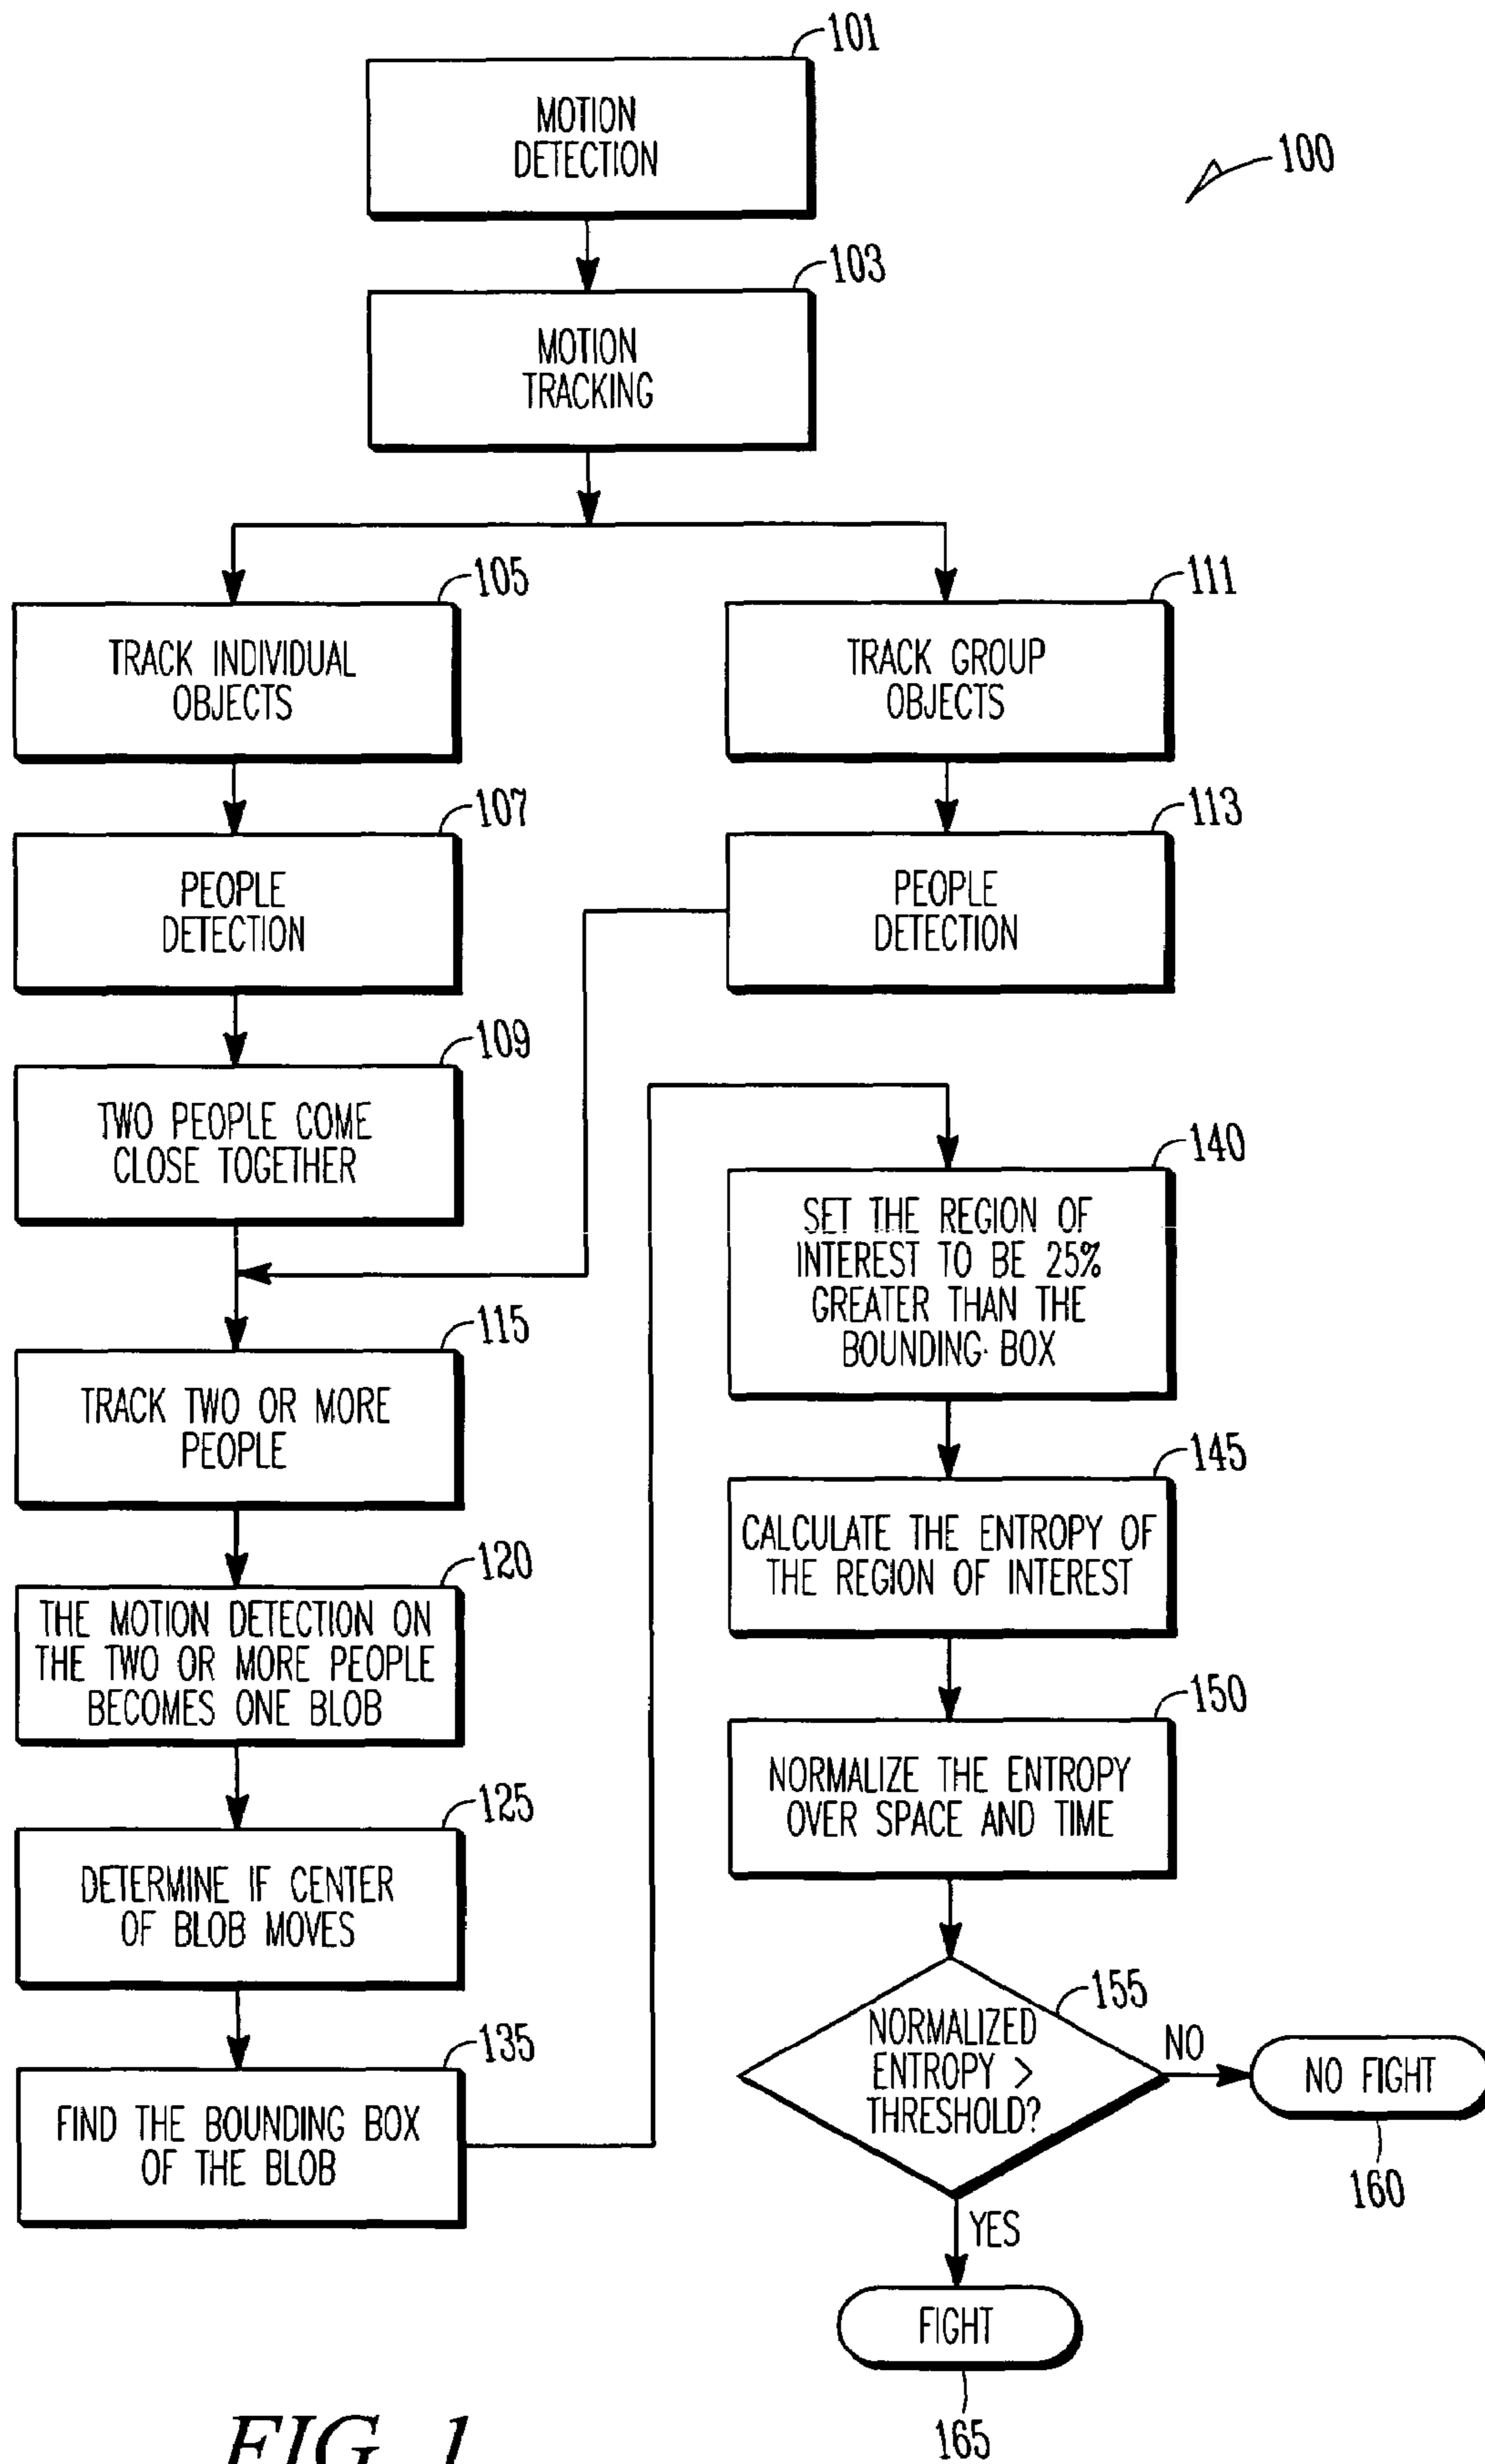 101
MOTION
DETECTION
100
103
MOTION
TRACKING
105
TRACK INDIVIDUAL
OBJECTS
111
TRACK GROUP
OBJECTS
107
PEOPLE
DETECTION
113
PEOPLE
DETECTION
109
TWO PEOPLE COME
CLOSE TOGETHER
115
TRACK TWO OR MORE
PEOPLE
120
THE MOTION DETECTION ON
THE TWO OR MORE PEOPLE
BECOMES ONE BLOB
125
DETERMINE IF CENTER
OF BLOB MOVES
135
FIND THE BOUNDING BOX
OF THE BLOB
140
SET THE REGION OF
INTEREST TO BE 25%
GREATER THAN THE
BOUNDING BOX
145
CALCULATE THE ENTROPY OF
THE REGION OF INTEREST
150
NORMALIZE THE ENTROPY
OVER SPACE AND TIME
155
NORMALIZED
ENTROPY >
THRESHOLD?
NO
NO FIGHT
160
YES
FIGHT
165
FIG. 1